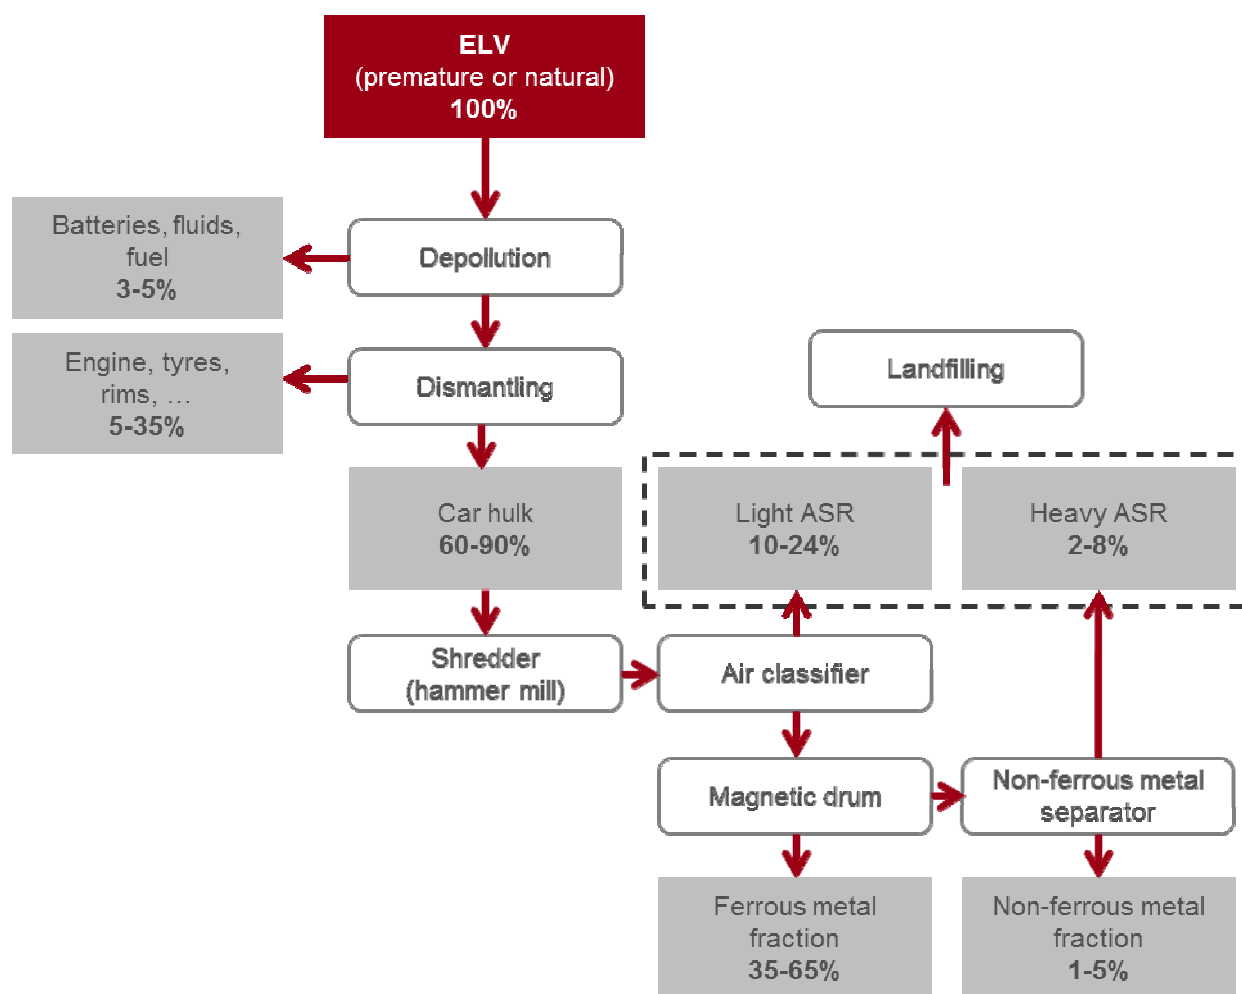 ELV
(premature or natural)
100%
Batteries, fluids,
fuel
3-5%
Depollution
Engine, tyres,
rims, …
5-35%
Dismantling
Landfilling
Car hulk
60-90%
Light ASR
10-24%
Heavy ASR
2-8%
Shredder
(hammer mill)
Air classifier
Magnetic drum
Non-ferrous metal
separator
Ferrous metal
fraction
35-65%
Non-ferrous metal
fraction
1-5%